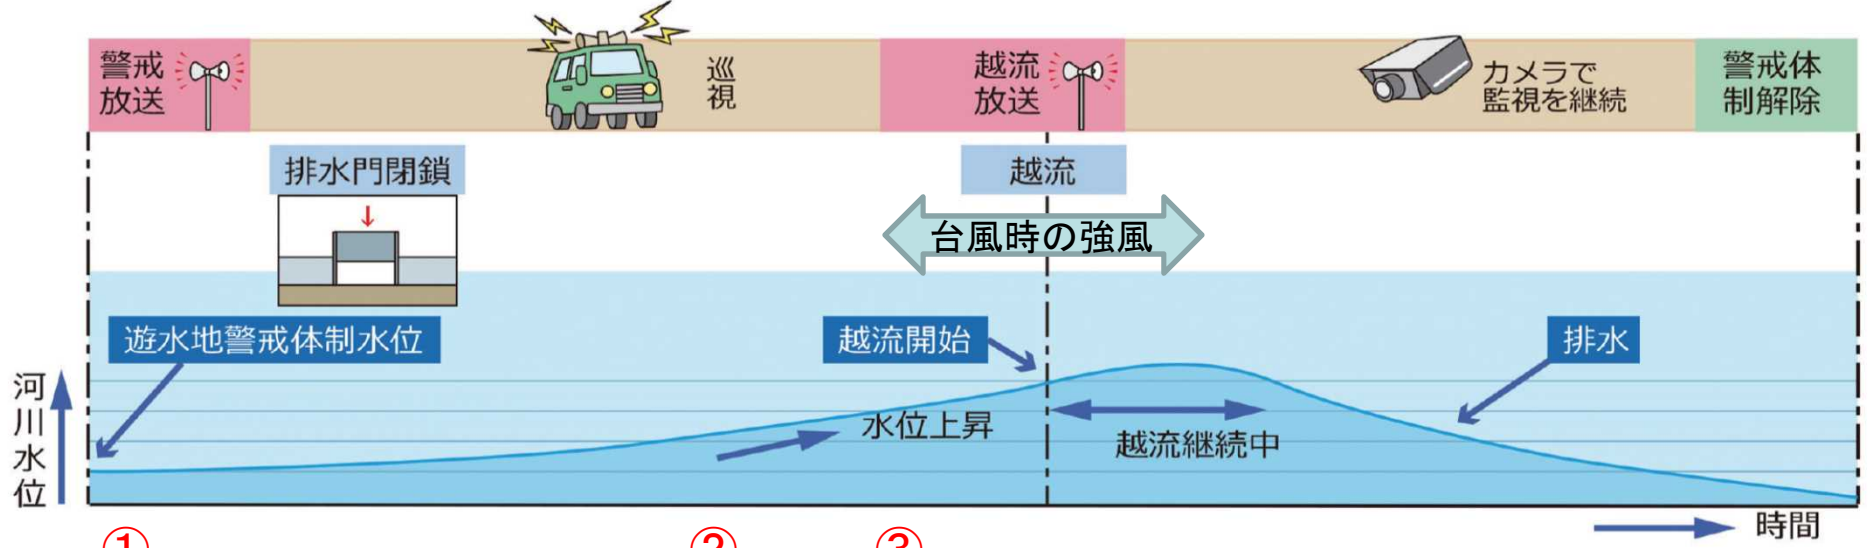 警戒
放送
巡
視
越流
放送
カメラで
監視を継続
警戒体
制解除
排水門閉鎖
越流
台風時の強風
遊水地警戒体制水位
越流開始
排水
河
川
水
位
水位上昇
越流継続中
時間
① ② ③